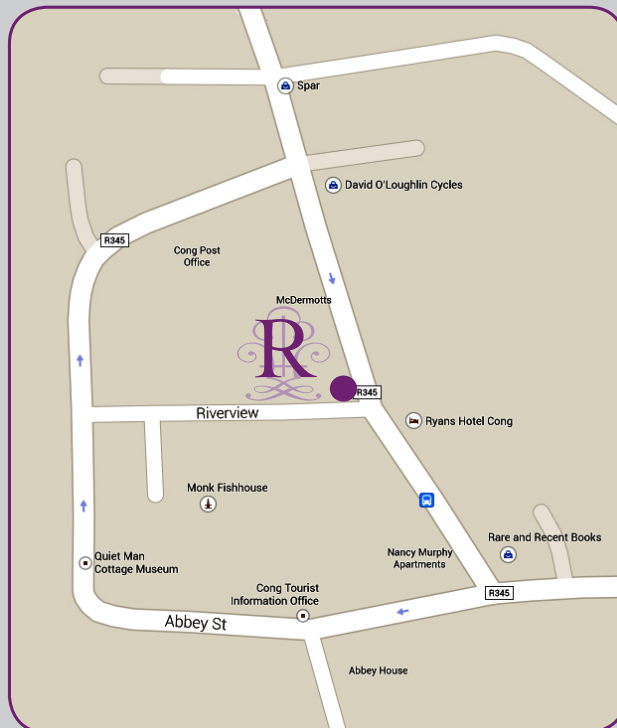 Spar
David O'Loughlin Cycles
R345
Cong Post
Office
McDermotts
R
R345
Riverview
Ryans Hotel Cong
Monk Fishhouse
Rare and Recent Books
Quiet Man
Cottage Museum
Nancy Murphy
Apartments
Cong Tourist
Information Office
R345
Abbey St
Abbey House